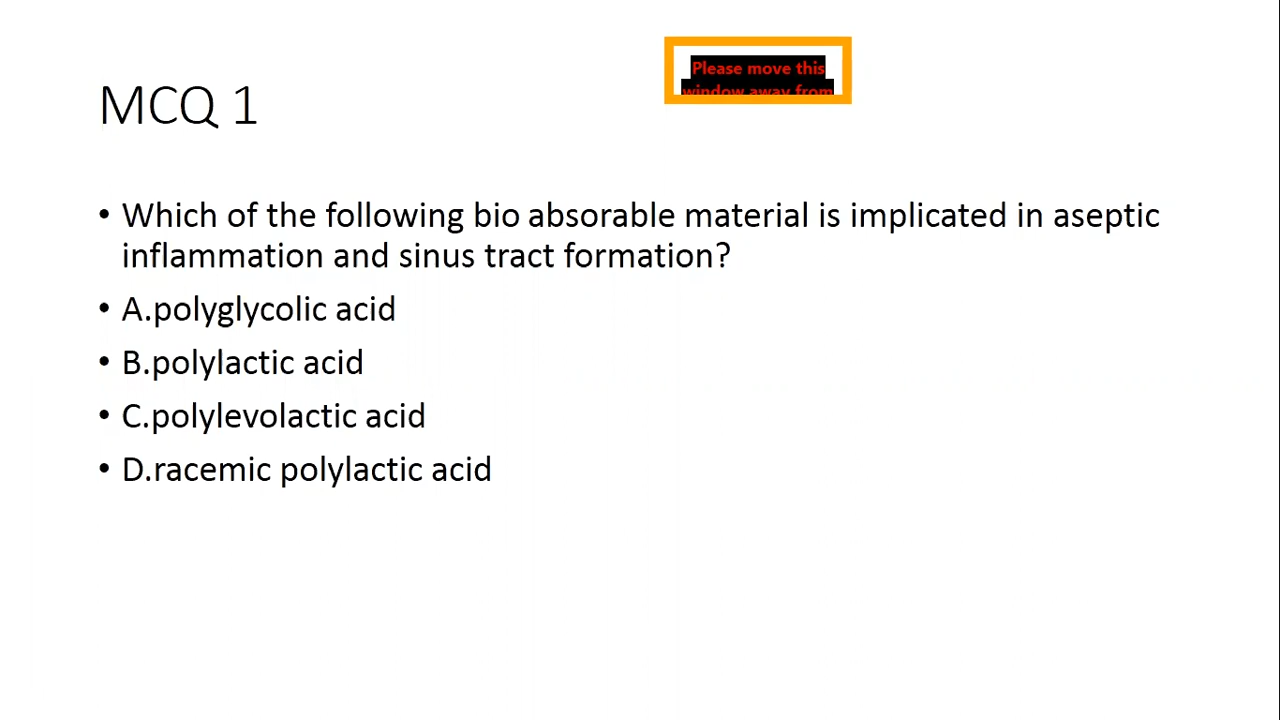 Please move this
window away from
MCQ 1
• Which of the following bio absorable material is implicated in aseptic
inflammation and sinus tract formation?
• A.polyglycolic acid
• B.polylactic acid
• C.polylevolactic acid
• D.racemic polylactic acid